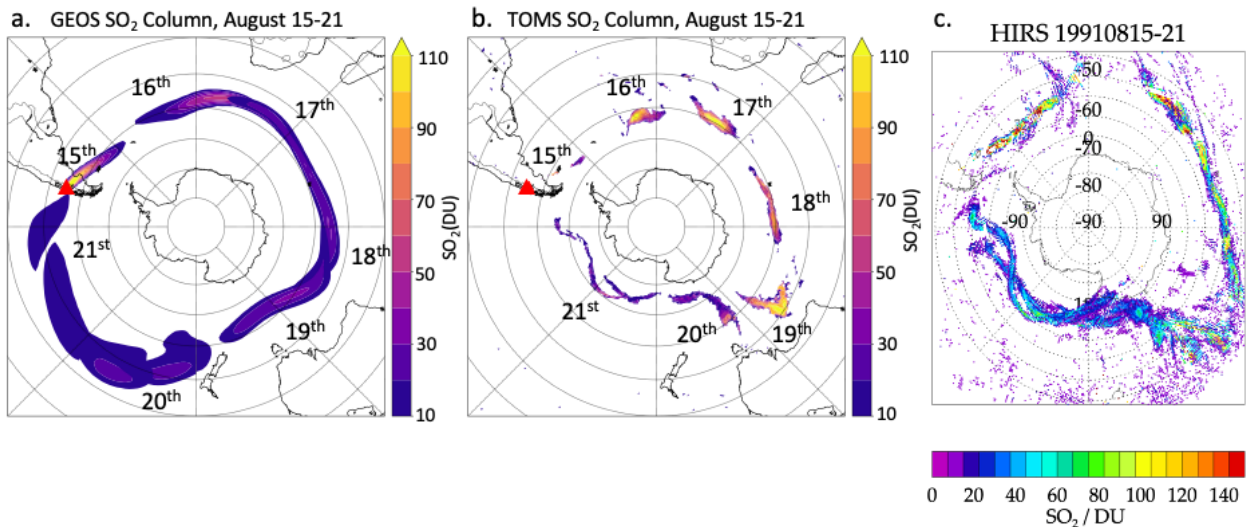 a. GEOS SO₂ Column, August 15-21
16ᵗʰ
17ᵗʰ
15ᵗʰ
18ᵗʰ
21ˢᵗ
19ᵗʰ
20ᵗʰ
110
90
70
50
30
10
SO₂(DU)
b. TOMS SO₂ Column, August 15-21
16ᵗʰ
17ᵗʰ
15ᵗʰ
18ᵗʰ
21ˢᵗ
20ᵗʰ
19ᵗʰ
110
90
70
50
30
10
SO₂(DU)
c.
HIRS 19910815-21
-50
-60
0
-70
-80
-90 -90 90
0 20 40 60 80 100 120 140
SO₂ / DU